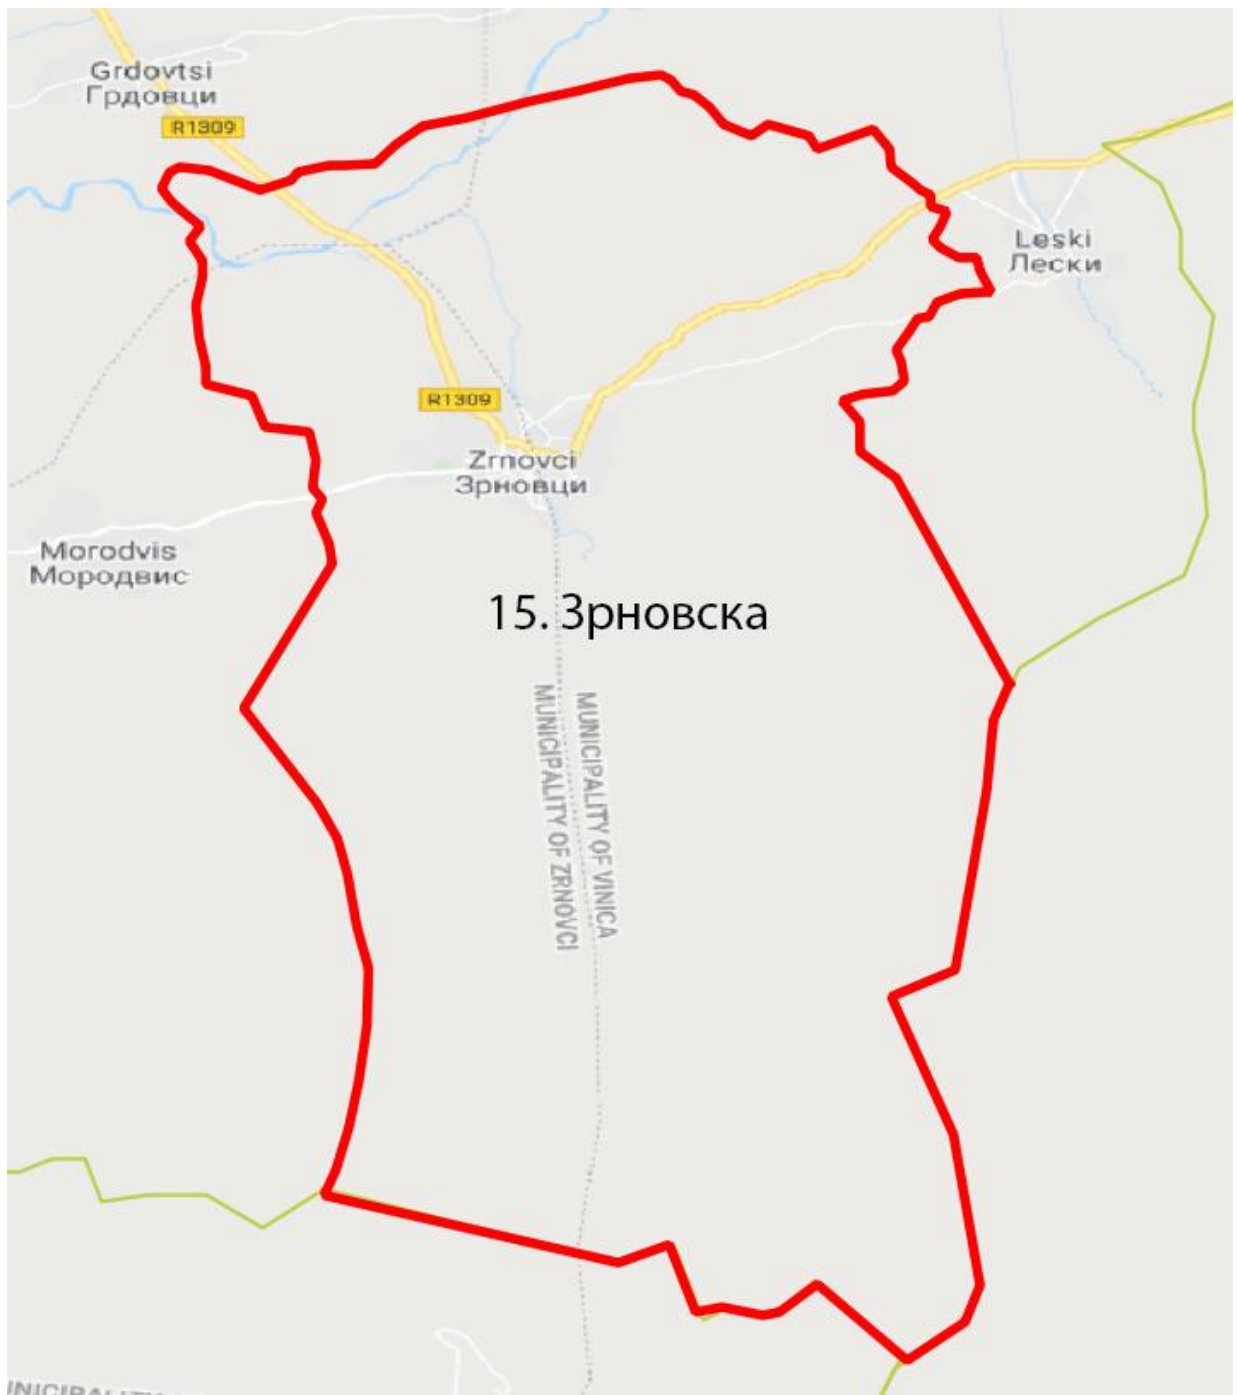 Grdovtsi
Грдовци
R1309
Leski
Лески
R1309
Zrnovci
Зрновци
Morodvis
Мородвис
15. Зрновска
MUNICIPALITY OF ZRNOVCI
MUNICIPALITY OF VINICA